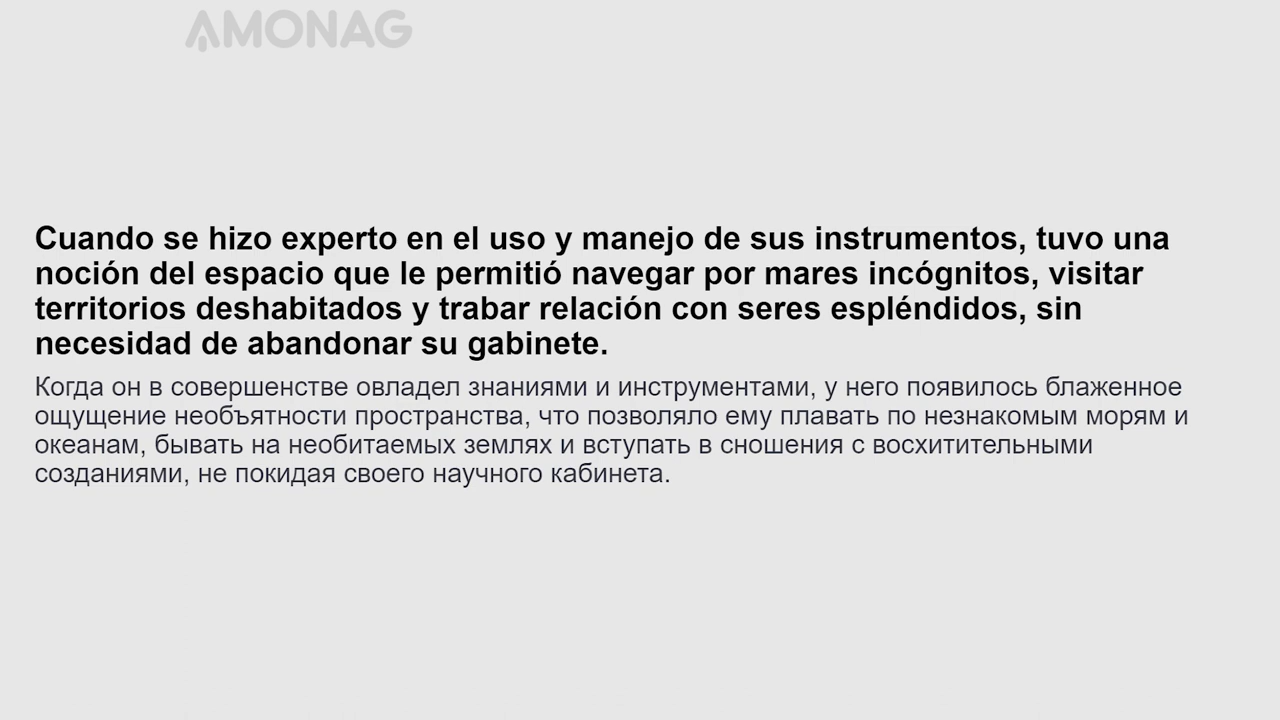 AMONAG
Cuando se hizo experto en el uso y manejo de sus instrumentos, tuvo una
noción del espacio que le permitió navegar por mares incógnitos, visitar
territorios deshabitados y trabar relación con seres espléndidos, sin
necesidad de abandonar su gabinete.
Когда он в совершенстве овладел знаниями и инструментами, у него появилось блаженное
ощущение необъятности пространства, что позволяло ему плавать по незнакомым морям и
океанам, бывать на необитаемых землях и вступать в сношения с восхитительными
созданиями, не покидая своего научного кабинета.